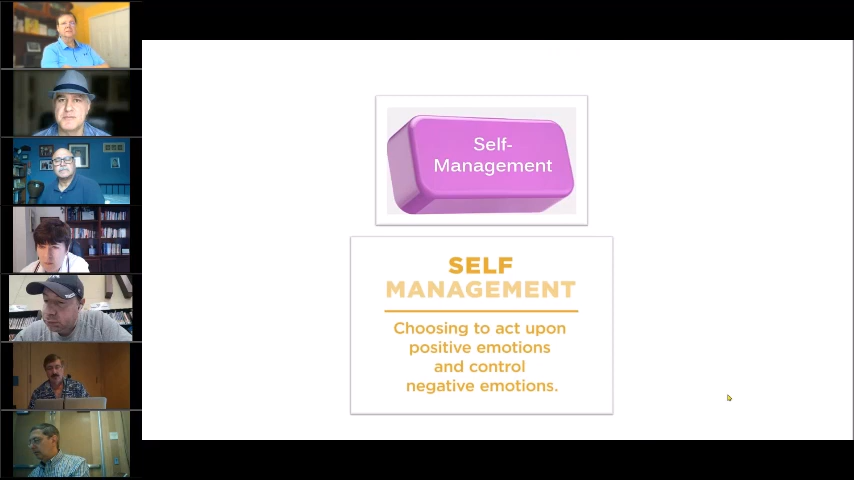 Self-
Management
SELF
MANAGEMENT
Choosing to act upon
positive emotions
and control
negative emotions.